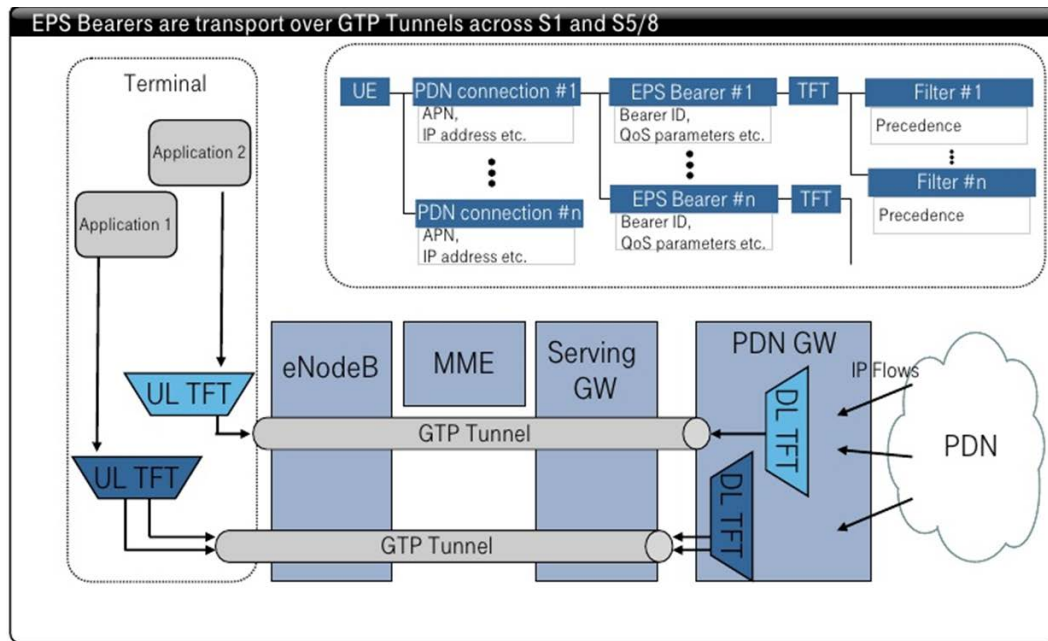 EPS Bearers are transport over GTP Tunnels across S1 and S5/8
Terminal
Application 2
Application 1
UE
PDN connection #1
APN,
IP address etc.
PDN connection #n
APN,
IP address etc.
EPS Bearer #1
Bearer ID,
QoS parameters etc.
EPS Bearer #n
Bearer ID,
QoS parameters etc.
TFT
TFT
Filter #1
Precedence
Filter #n
Precedence
eNodeB
MME
Serving
GW
PDN GW
IP Flows
PDN
UL TFT
GTP Tunnel
DL TFT
UL TFT
GTP Tunnel
DL TFT